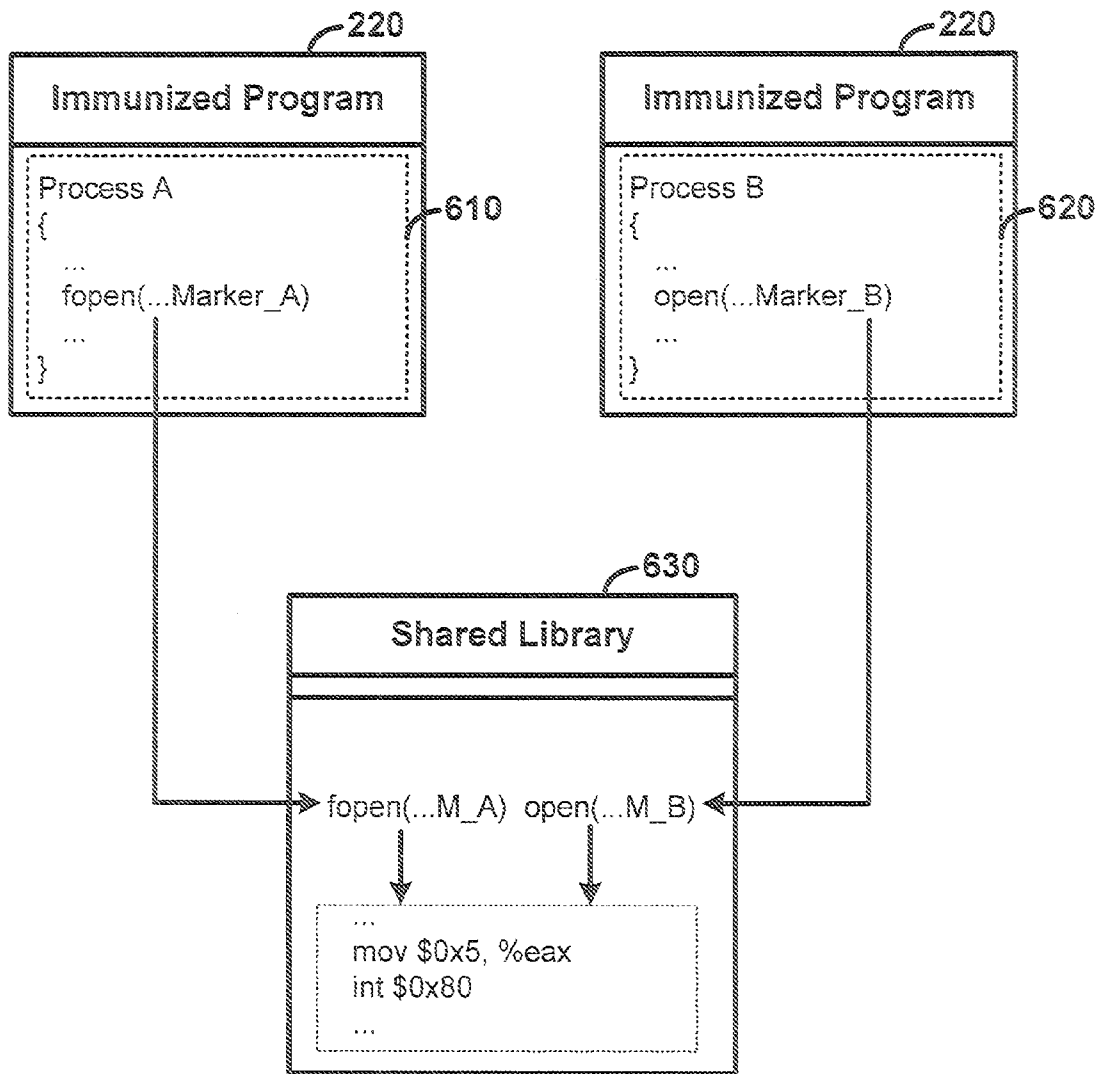 220
Immunized Program
Process A
{
...
fopen(...Marker_A)
...
}
610
220
Immunized Program
Process B
{
...
open(...Marker_B)
...
}
620
630
Shared Library
fopen(...M_A) open(...M_B)
...
mov $0x5, %eax
int $0x80
...